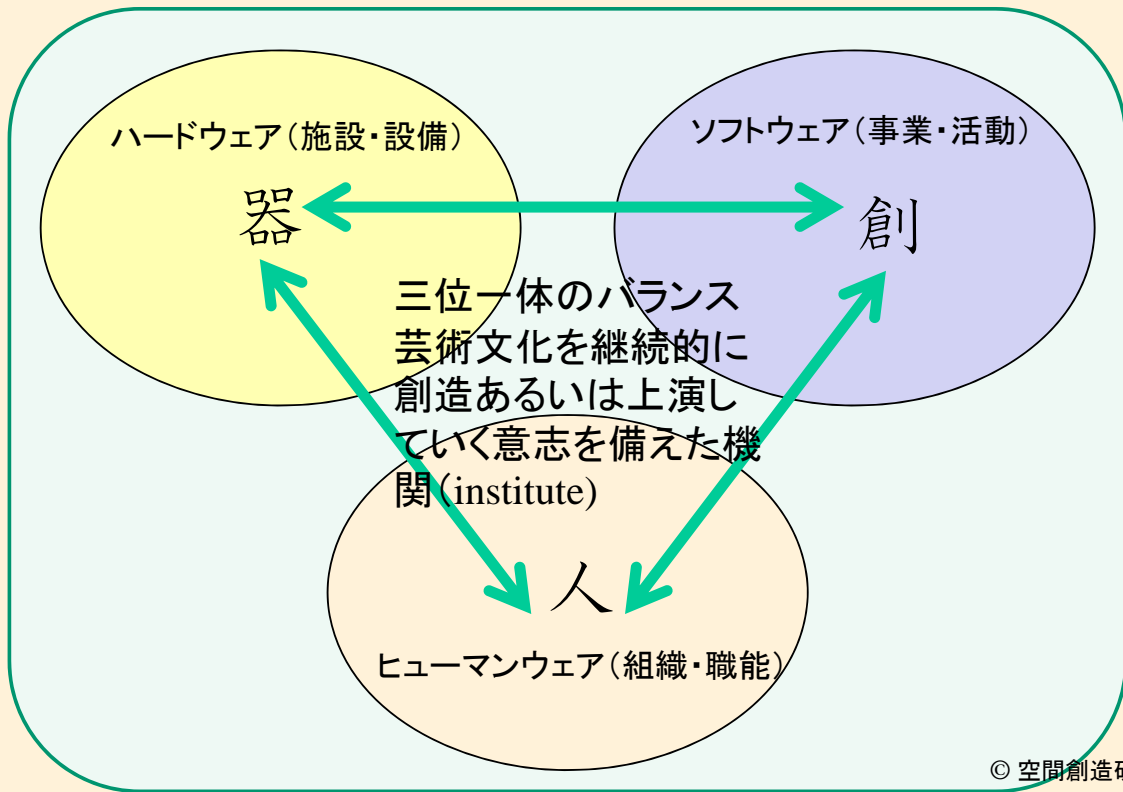 ハードウェア（施設・設備）
ソフトウェア（事業・活動）
器
創
三位一体のバランス
芸術文化を継続的に
創造あるいは上演し
ていく意志を備えた機
関（institute)
人
ヒューマンウェア（組織・職能）
© 空間創造研